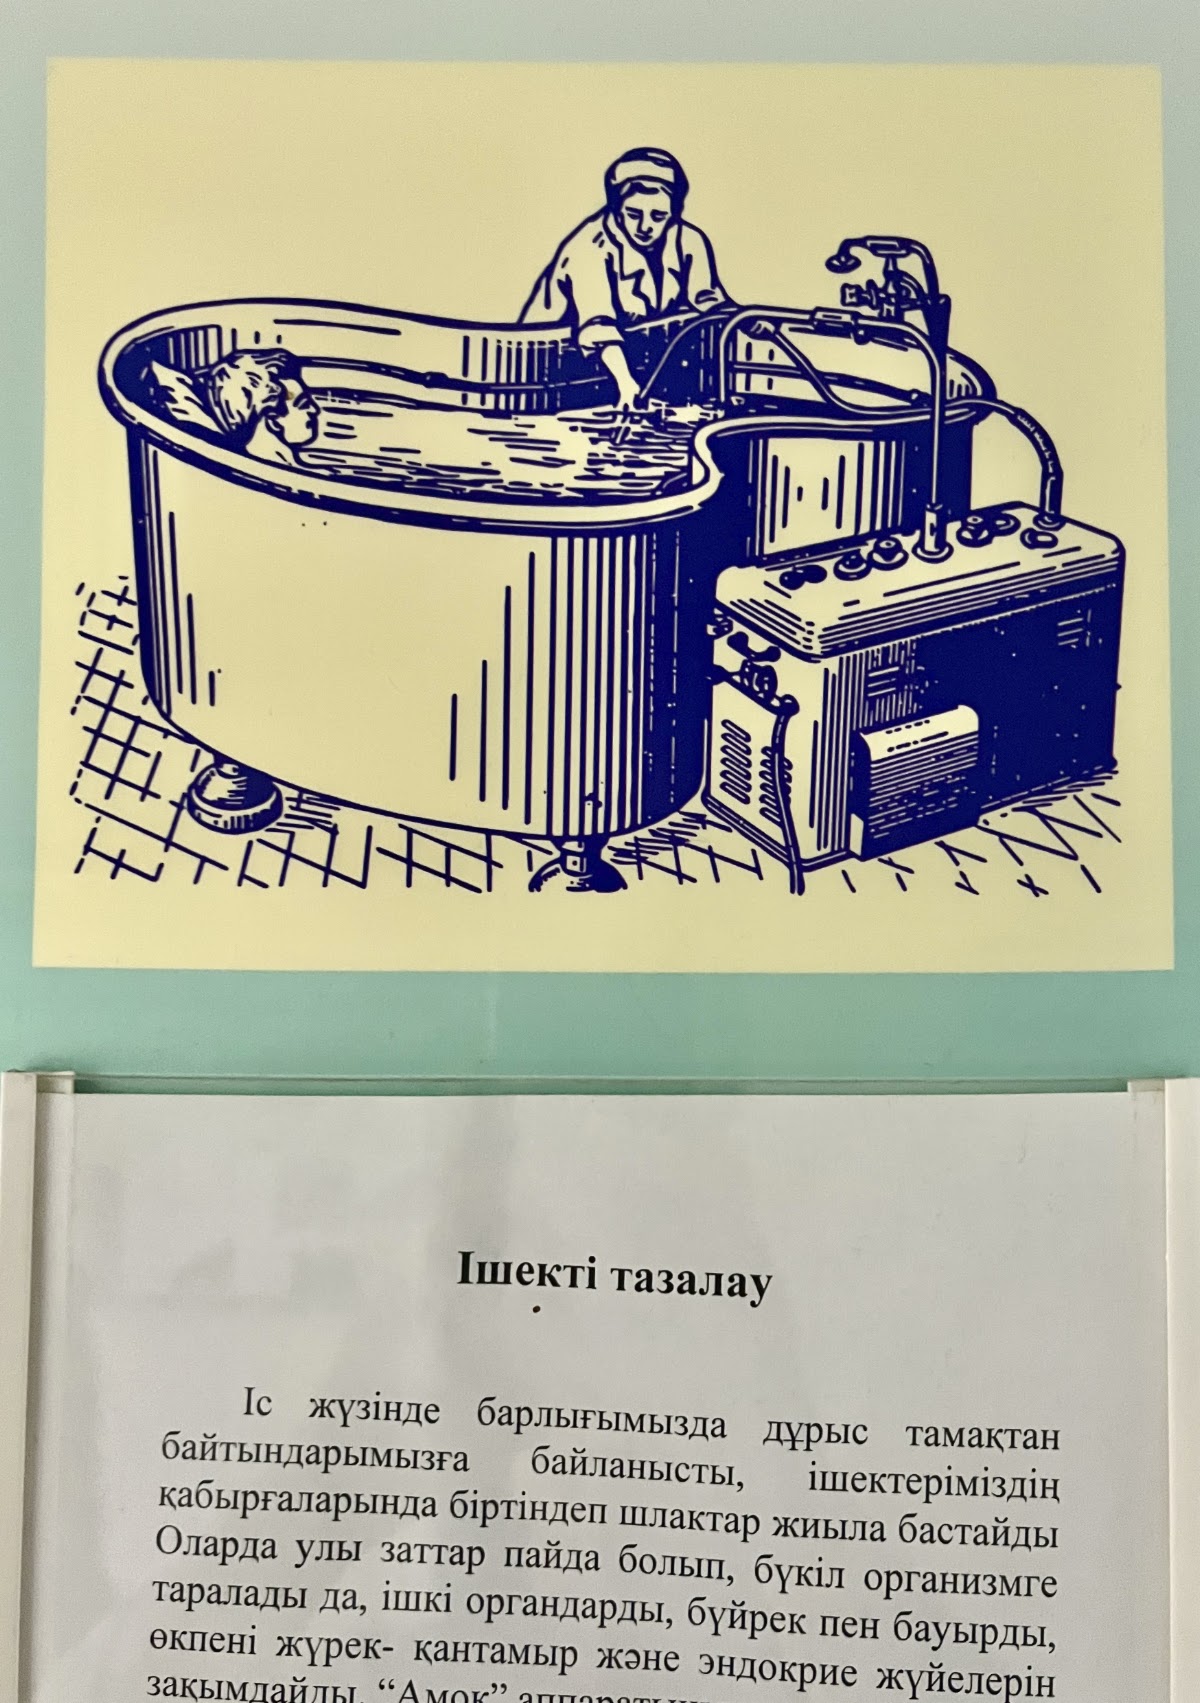 Ішекті тазалау
Іс жүзінде барлығымызда дұрыс тамақтан
байтындарымызға байланысты, ішектеріміздің
қабырғаларында біртіндеп шлактар жиыла бастайды
Оларда улы заттар пайда болып, бүкіл организмге
таралады да, ішкі органдарды, бүйрек пен бауырды,
өкпені жүрек- қантамыр және эндокрие жүйелерін
зақымдайды. “Амок”